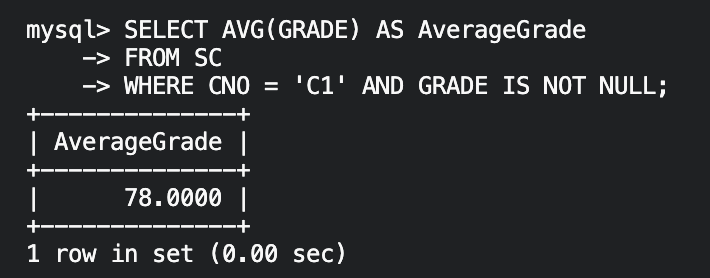 mysql> SELECT AVG(GRADE) AS AverageGrade
    -> FROM SC
    -> WHERE CNO = 'C1' AND GRADE IS NOT NULL;
+--------------+
| AverageGrade |
+--------------+
|      78.0000 |
+--------------+
1 row in set (0.00 sec)